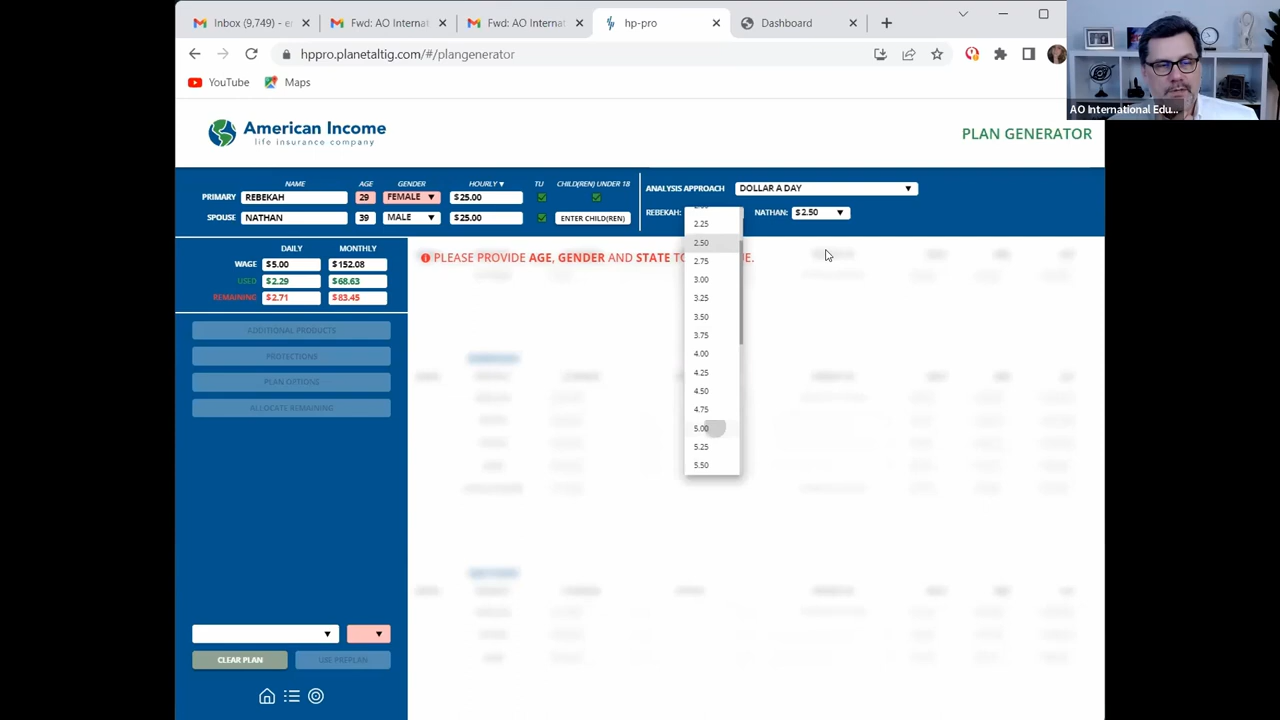 Inbox (9,749) - er
Fwd: AO Internat
Fwd: AO Internat
hp-pro
Dashboard
hppro.planetaltig.com/#/plangenerator
YouTube
Maps
AO International Edu...
American Income
life insurance company
PLAN GENERATOR
NAME AGE GENDER HOURLY TU CHILD(REN) UNDER 18
PRIMARY REBEKAH 29 FEMALE $25.00
SPOUSE NATHAN 39 MALE $25.00 ENTER CHILD(REN)
ANALYSIS APPROACH DOLLAR A DAY
REBEKAH: NATHAN: $2.50
DAILY MONTHLY
WAGE $5.00 $152.08
USED $2.29 $68.63
REMAINING $2.71 $83.45
PLEASE PROVIDE AGE, GENDER AND STATE
2.25
2.50
2.75
3.00
3.25
3.50
3.75
4.00
4.25
4.50
4.75
5.00
5.25
5.50
ADDITIONAL PRODUCTS
PROTECTIONS
PLAN OPTIONS
ALLOCATE REMAINING
CLEAR PLAN
USE PREPLAN